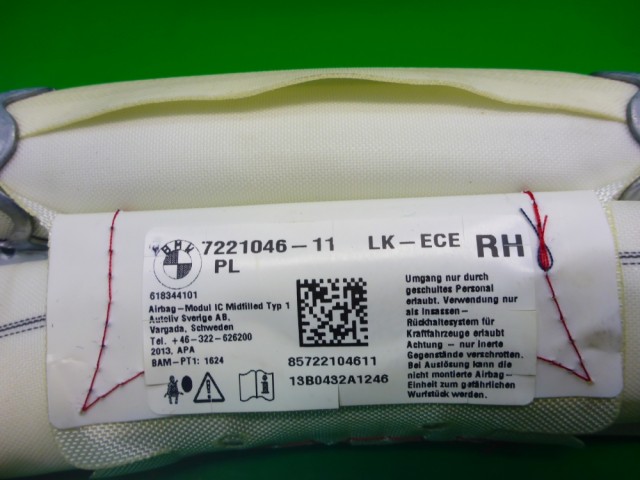 BMW
7221046-11 LK-ECE RH
PL
618344101
Airbag-Modul IC Midfilled Typ 1
Autoliv Sverige AB,
Vargada, Schweden
Tel. +46-322-626200
2013, APA
BAM-PT1: 1624
85722104611
13B0432A1246
Umgang nur durch
geschultes Personal
erlaubt. Verwendung nur
als Insassen-
Rückhaltesystem für
Kraftfahrzeuge erlaubt
Achtung - nur Inerte
Gegenstände verschrotten.
Bei Auslösung kann die
nicht montierte Airbag-
Einheit zum gefährlichen
Wurfstück werden.